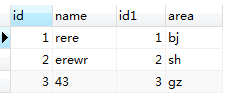 id name id1 area
1 rere 1 bj
2 erewr 2 sh
3 43 3 gz